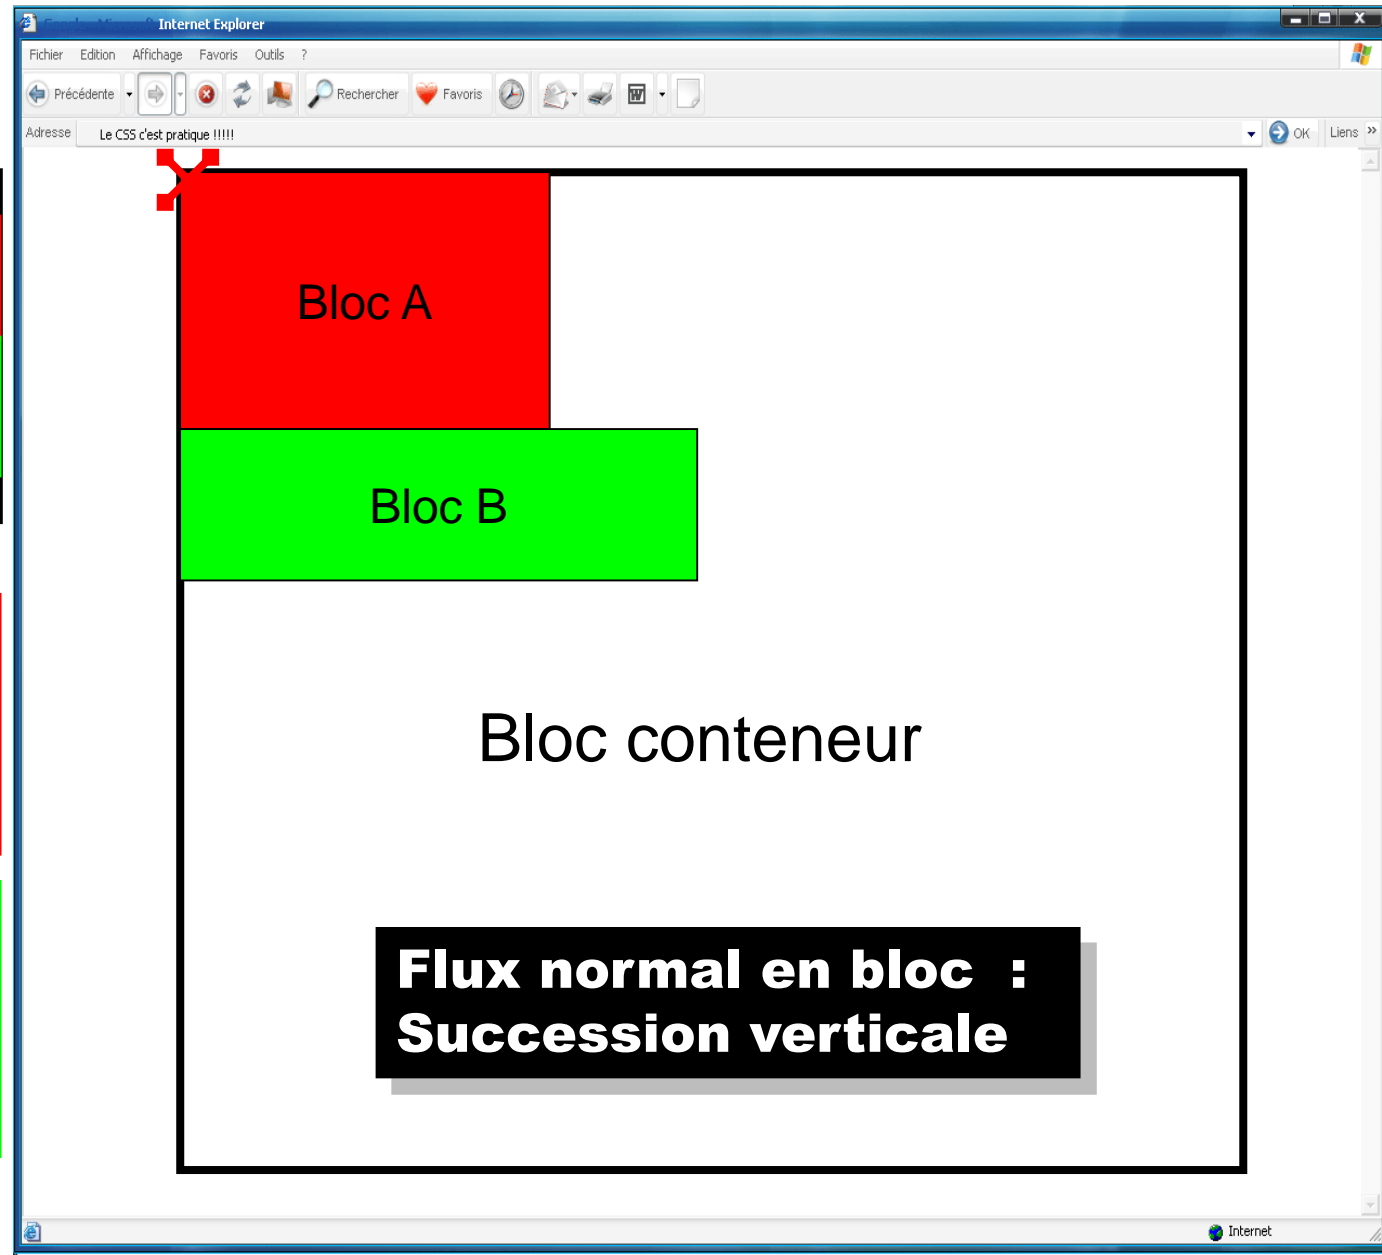 Internet Explorer
Fichier Edition Affichage Favoris Outils ?
Précédente Rechercher Favoris
Adresse Le CSS c'est pratique !!!!! OK Liens »
Bloc A
Bloc B
Bloc conteneur
Flux normal en bloc :
Succession verticale
Internet